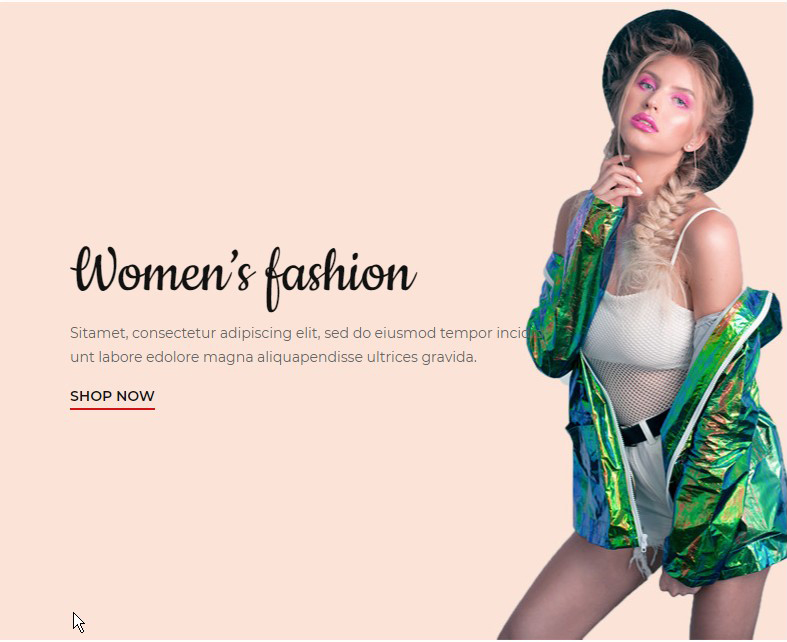 Women's fashion
Sitamet, consectetur adipiscing elit, sed do eiusmod tempor incid
unt labore edolore magna aliquapendisse ultrices gravida.
SHOP NOW